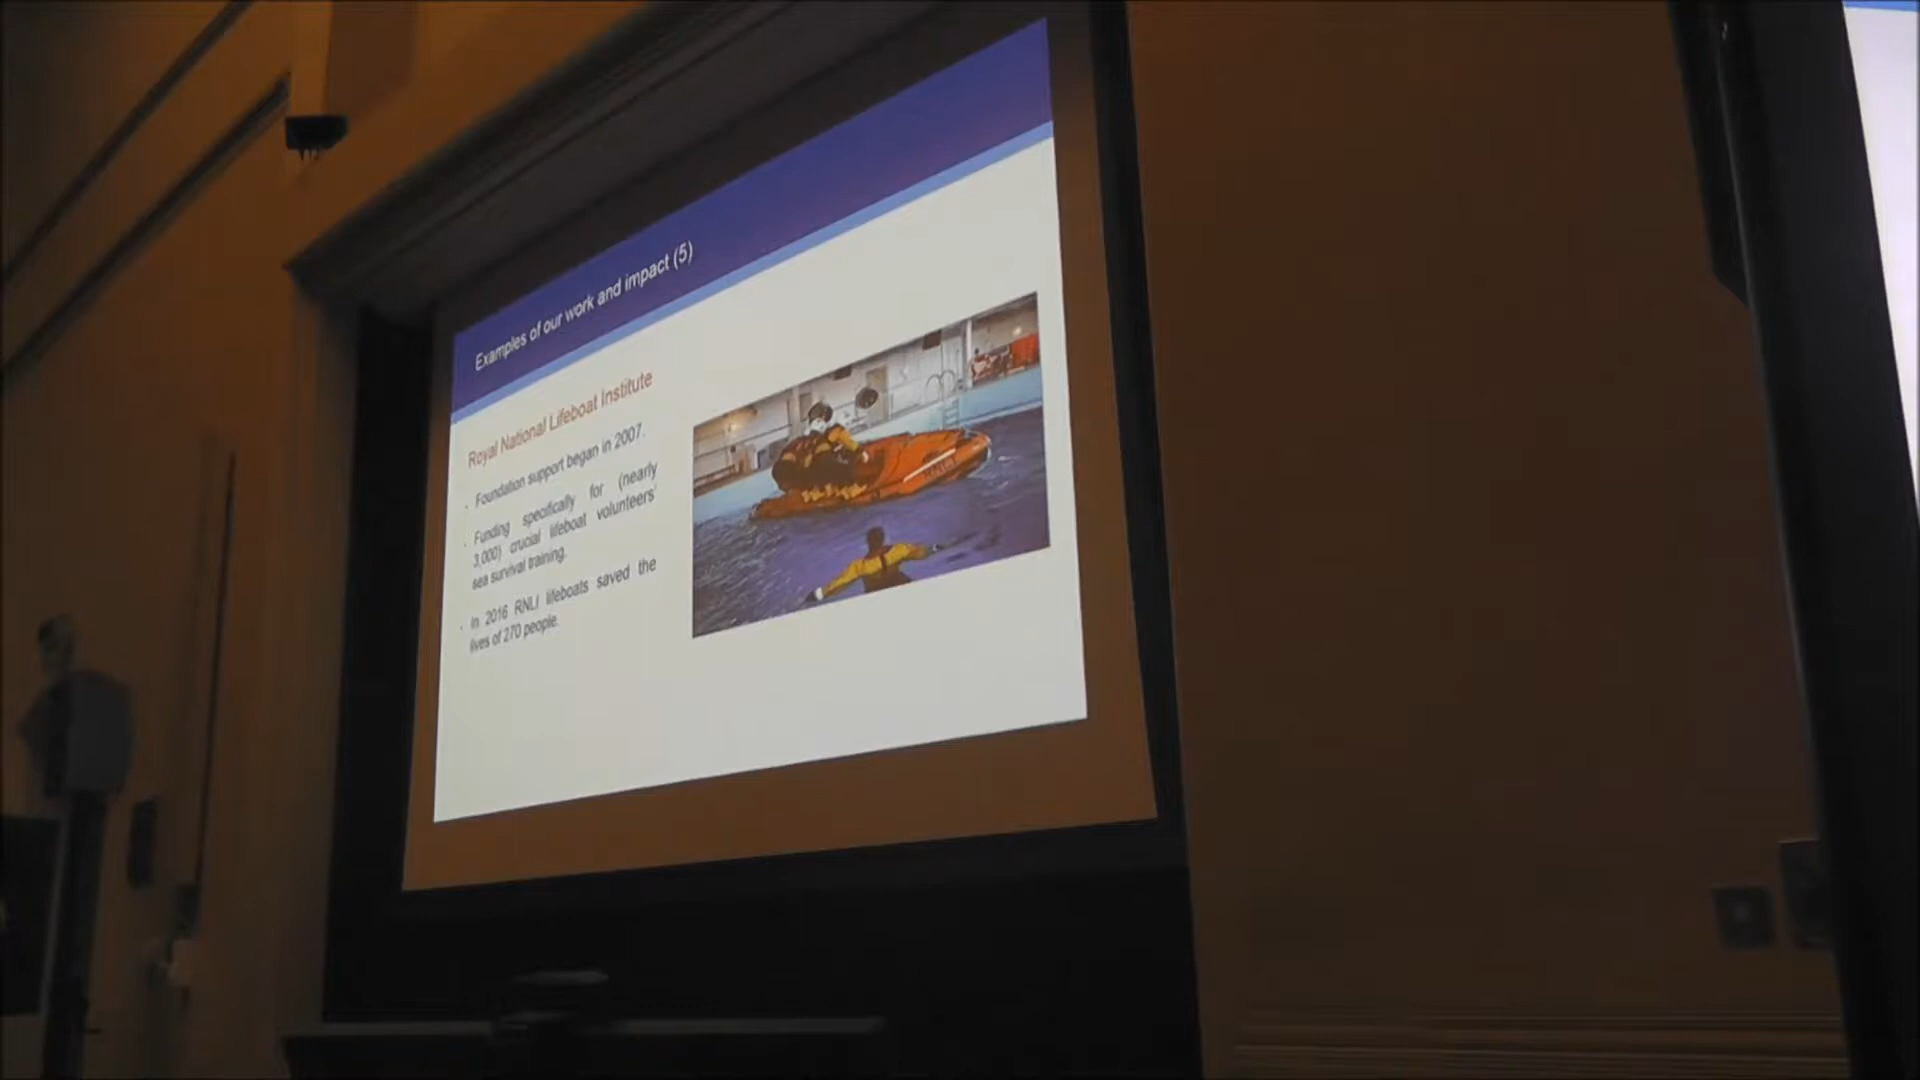 Examples of our work and impact (5)
Royal National Lifeboat Institute
- Foundation support began in 2007.
- Funding specifically for (nearly
3,000) crucial lifeboat volunteers'
sea survival training.
- In 2016 RNLI lifeboats saved the
lives of 270 people.